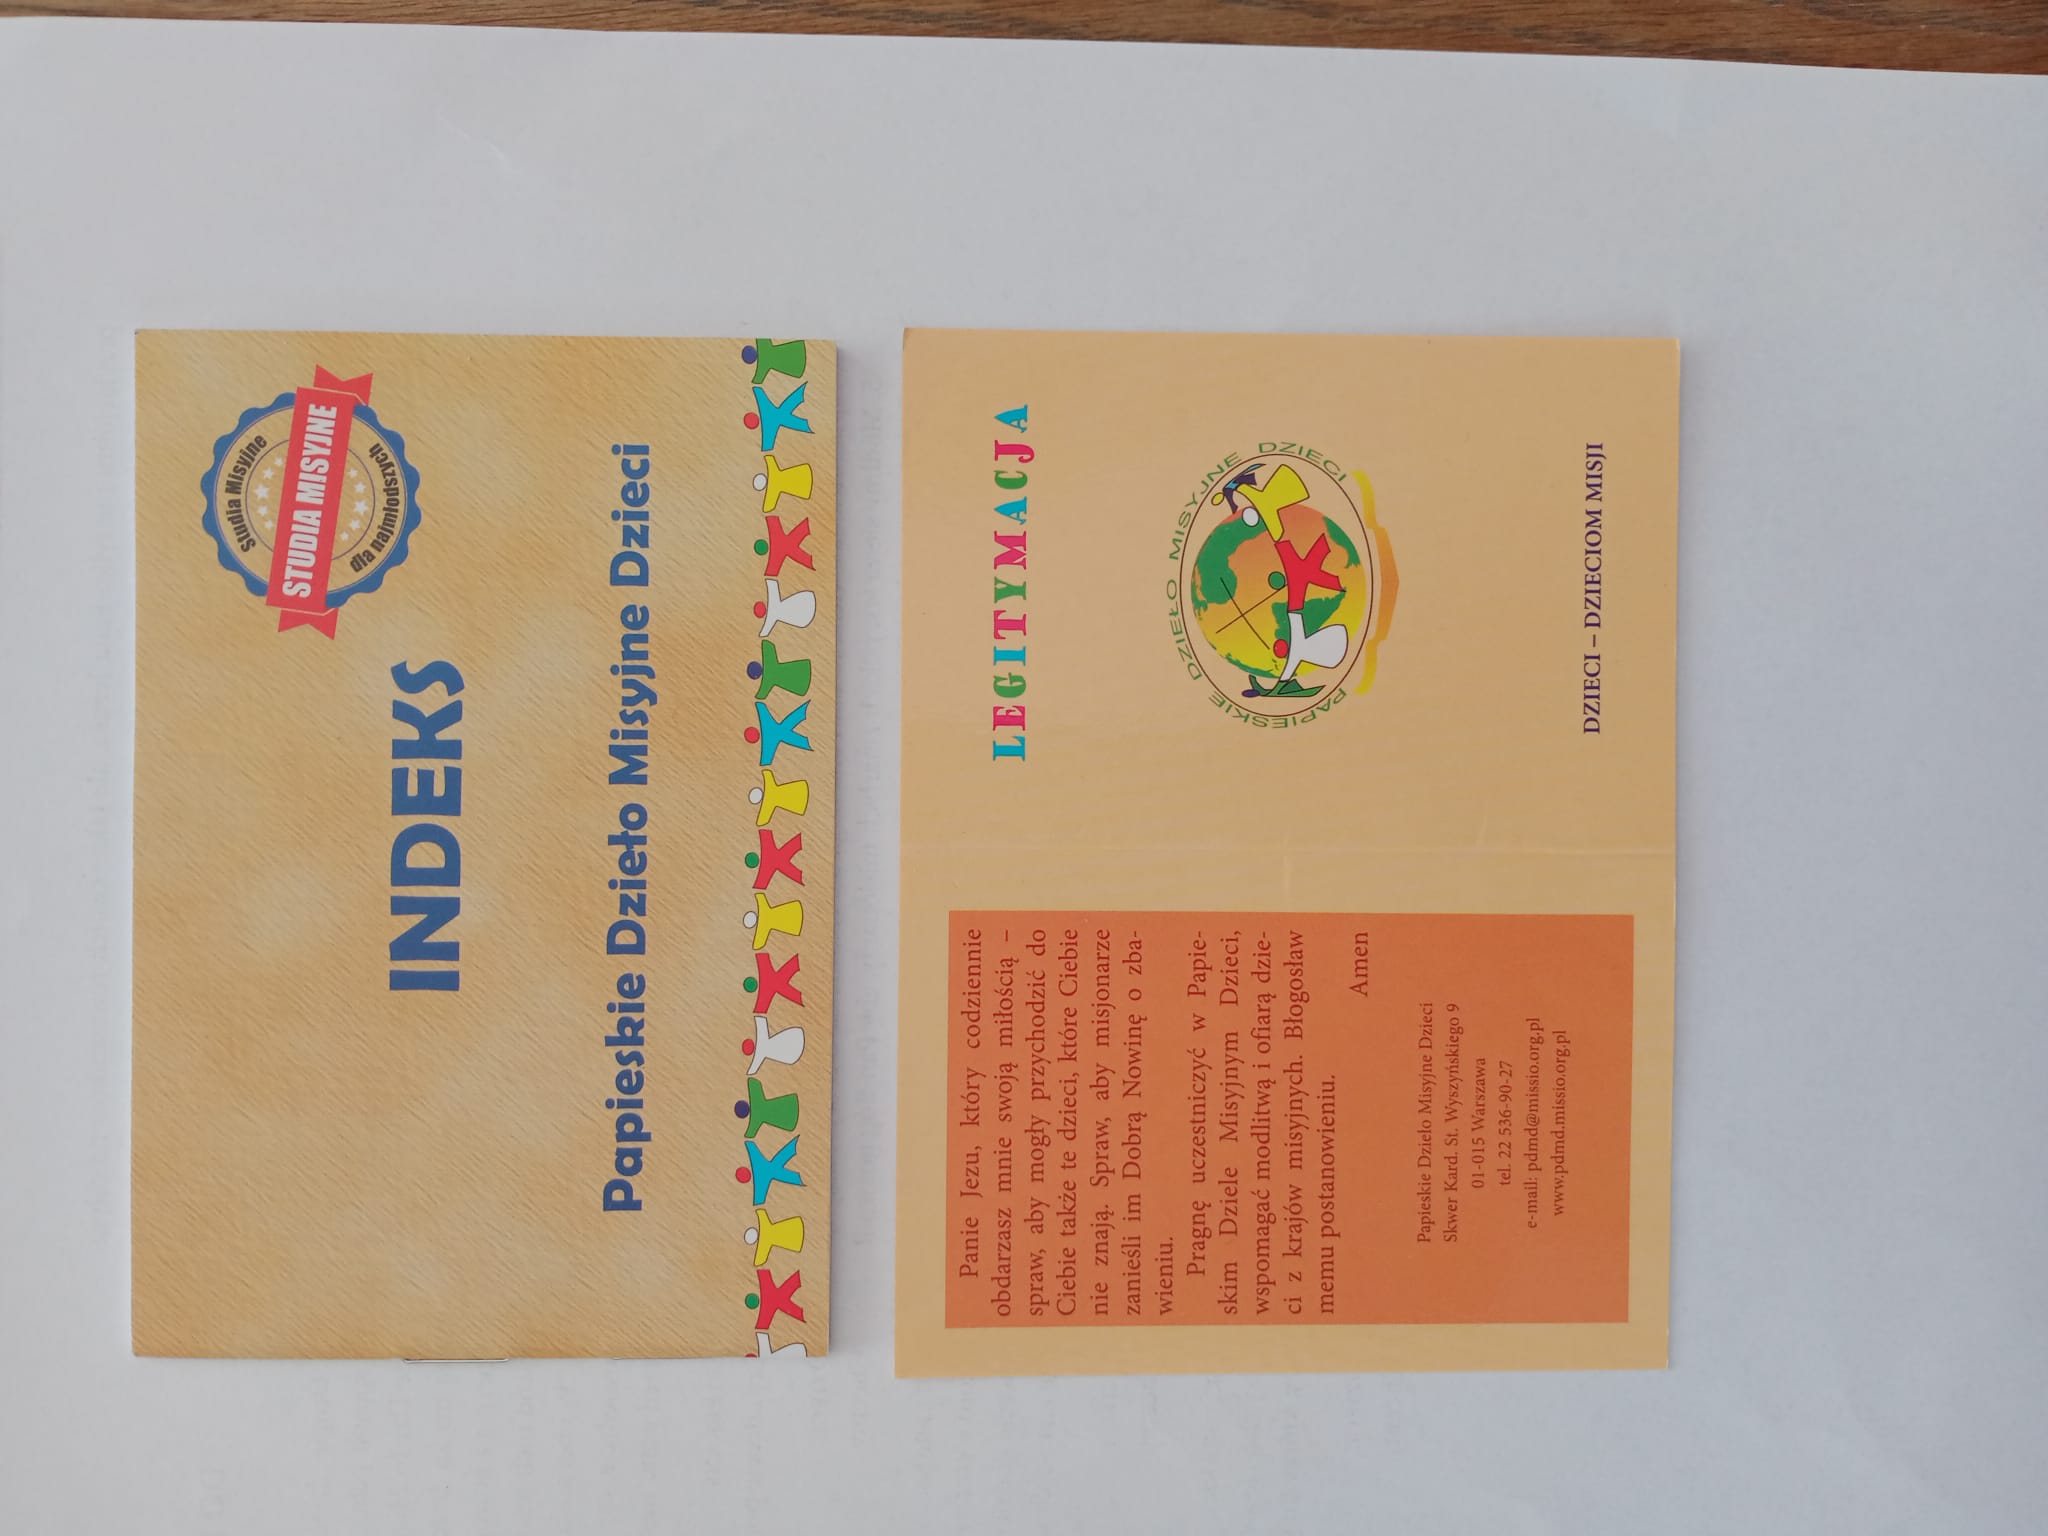 Studia Misyjne
STUDIA MISYJNE
dla najmłodszych
INDEKS
Papieskie Dzieło Misyjne Dzieci
Panie Jezu, który codziennie
obdarzasz mnie swoją miłością –
spraw, aby mogły przychodzić do
Ciebie także te dzieci, które Ciebie
nie znają. Spraw, aby misjonarze
zanieśli im Dobrą Nowinę o zba-
wieniu.
Pragnę uczestniczyć w Papie-
skim Dziele Misyjnym Dzieci,
wspomagać modlitwą i ofiarą dzie-
ci z krajów misyjnych. Błogosław
memu postanowieniu.
Amen
Papieskie Dzieło Misyjne Dzieci
Skwer Kard. St. Wyszyńskiego 9
01-015 Warszawa
tel. 22 536-90-27
e-mail: pdmd@missio.org.pl
www.pdmd.missio.org.pl
LEGITYMACJA
PAPIESKIE DZIEŁO MISYJNE DZIECI
DZIECI – DZIECIOM MISJI